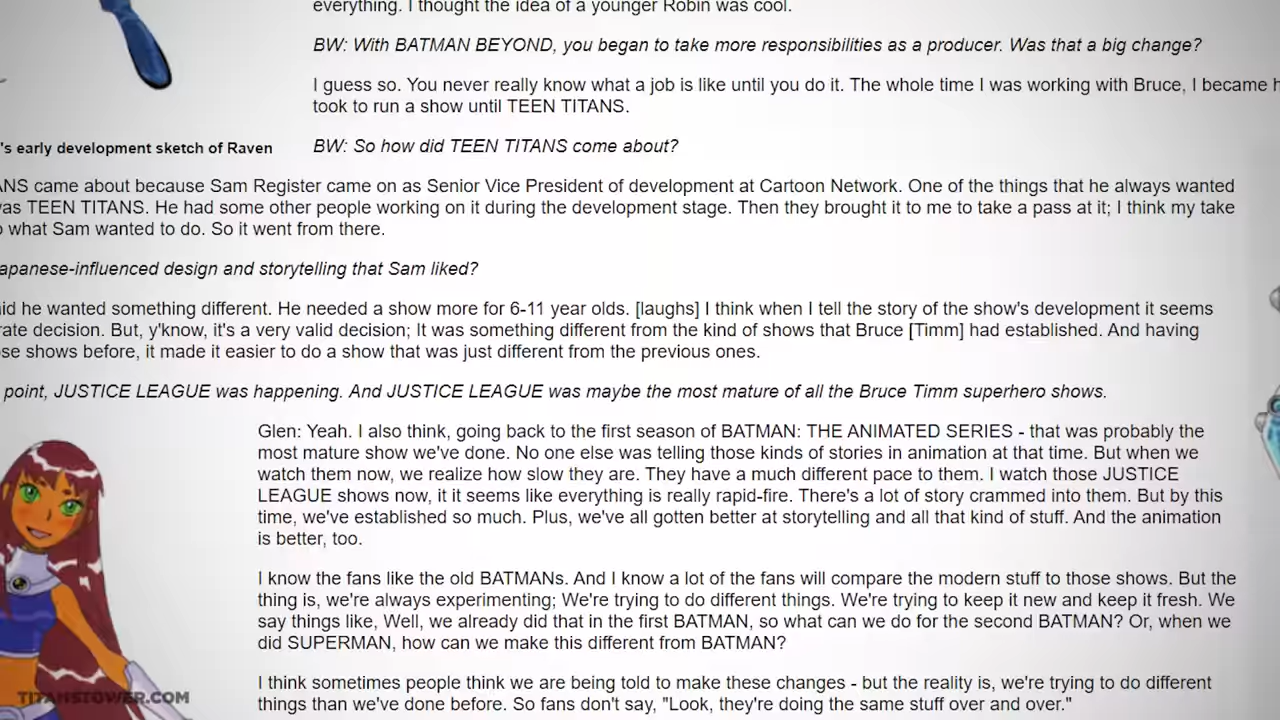 everything. I thought the idea of a younger Robin was cool.
BW: With BATMAN BEYOND, you began to take more responsibilities as a producer. Was that a big change?
I guess so. You never really know what a job is like until you do it. The whole time I was working with Bruce, I became h
took to run a show until TEEN TITANS.
's early development sketch of Raven
BW: So how did TEEN TITANS come about?
ANS came about because Sam Register came on as Senior Vice President of development at Cartoon Network. One of the things that he always wanted
as TEEN TITANS. He had some other people working on it during the development stage. Then they brought it to me to take a pass at it; I think my take
o what Sam wanted to do. So it went from there.
apanese-influenced design and storytelling that Sam liked?
id he wanted something different. He needed a show more for 6-11 year olds. [laughs] I think when I tell the story of the show's development it seems
rate decision. But, y'know, it's a very valid decision; It was something different from the kind of shows that Bruce [Timm] had established. And having
se shows before, it made it easier to do a show that was just different from the previous ones.
point, JUSTICE LEAGUE was happening. And JUSTICE LEAGUE was maybe the most mature of all the Bruce Timm superhero shows.
Glen: Yeah. I also think, going back to the first season of BATMAN: THE ANIMATED SERIES - that was probably the
most mature show we've done. No one else was telling those kinds of stories in animation at that time. But when we
watch them now, we realize how slow they are. They have a much different pace to them. I watch those JUSTICE
LEAGUE shows now, it it seems like everything is really rapid-fire. There's a lot of story crammed into them. But by this
time, we've established so much. Plus, we've all gotten better at storytelling and all that kind of stuff. And the animation
is better, too.
I know the fans like the old BATMANs. And I know a lot of the fans will compare the modern stuff to those shows. But the
thing is, we're always experimenting; We're trying to do different things. We're trying to keep it new and keep it fresh. We
say things like, Well, we already did that in the first BATMAN, so what can we do for the second BATMAN? Or, when we
did SUPERMAN, how can we make this different from BATMAN?
I think sometimes people think we are being told to make these changes - but the reality is, we're trying to do different
things than we've done before. So fans don't say, "Look, they're doing the same stuff over and over."
TITANSTOWER.COM